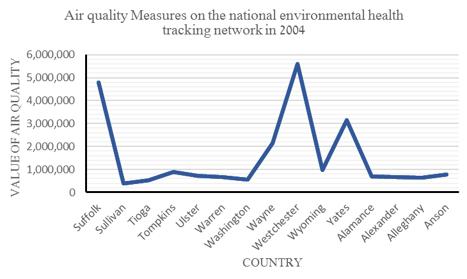 Air quality Measures on the national environmental health
tracking network in 2004
VALUE OF AIR QUALITY
6,000,000
5,000,000
4,000,000
3,000,000
2,000,000
1,000,000
0
Suffolk
Sullivan
Tioga
Tompkins
Ulster
Warren
Washington
Wayne
Westchester
Wyoming
Yates
Alamance
Alexander
Alleghany
Anson
COUNTRY